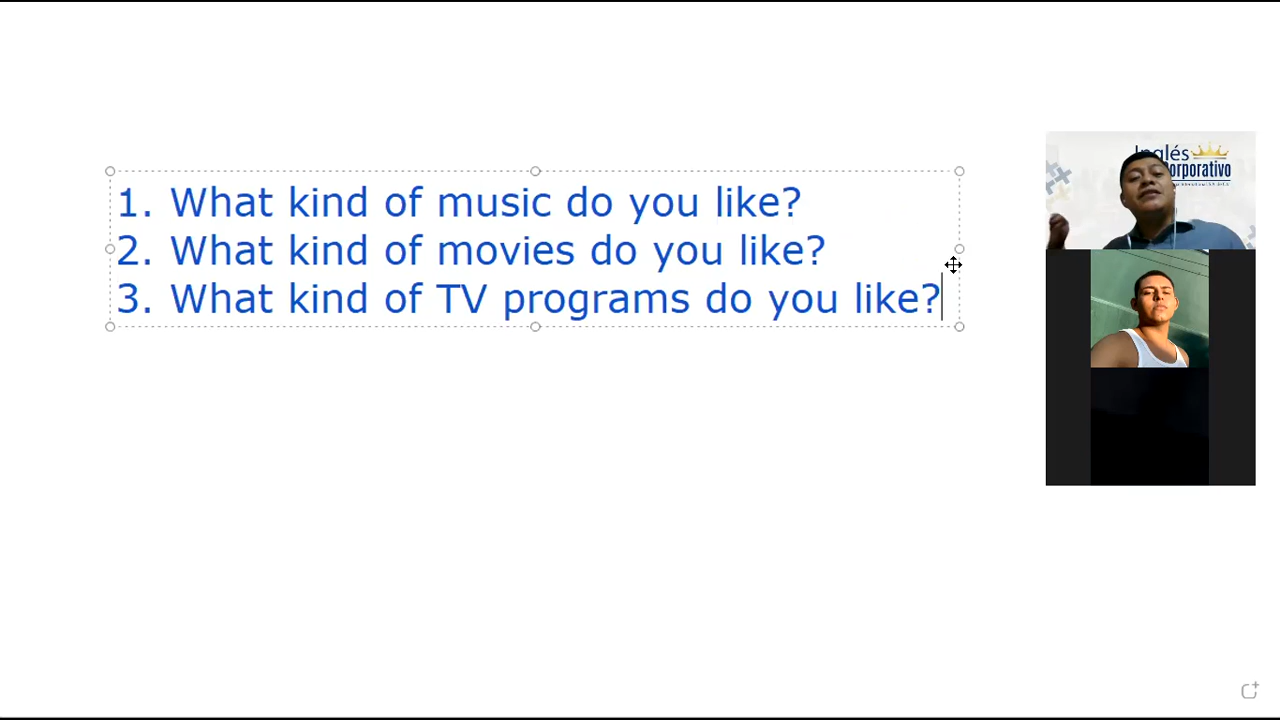 1. What kind of music do you like?
2. What kind of movies do you like?
3. What kind of TV programs do you like?
Inglés
orporativo